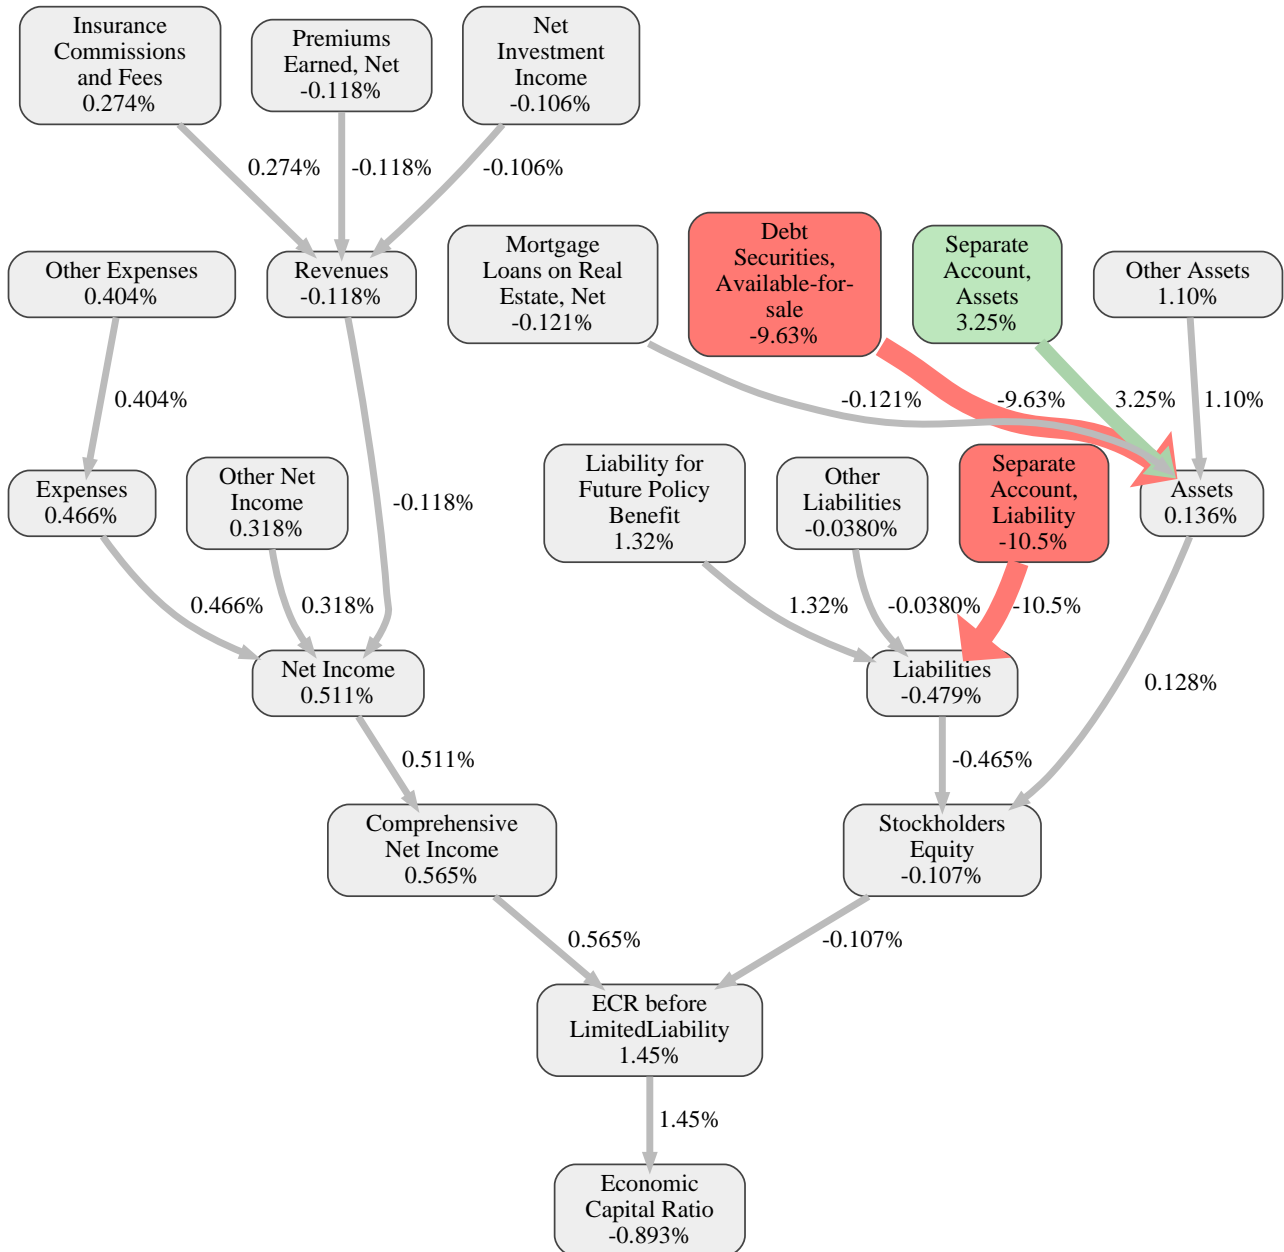 Insurance
Commissions
and Fees
0.274%
Premiums
Earned, Net
-0.118%
Net
Investment
Income
-0.106%
0.274%
-0.118%
-0.106%
Other Expenses
0.404%
Revenues
-0.118%
Mortgage
Loans on Real
Estate, Net
-0.121%
Debt
Securities,
Available-for-
sale
-9.63%
Separate
Account,
Assets
3.25%
Other Assets
1.10%
0.404%
-0.121%
-9.63%
3.25%
1.10%
Expenses
0.466%
Other Net
Income
0.318%
-0.118%
Liability for
Future Policy
Benefit
1.32%
Other
Liabilities
-0.0380%
Separate
Account,
Liability
-10.5%
Assets
0.136%
0.466%
0.318%
1.32%
-0.0380%
-10.5%
Net Income
0.511%
Liabilities
-0.479%
0.128%
0.511%
-0.465%
Comprehensive
Net Income
0.565%
Stockholders
Equity
-0.107%
0.565%
-0.107%
ECR before
LimitedLiability
1.45%
1.45%
Economic
Capital Ratio
-0.893%